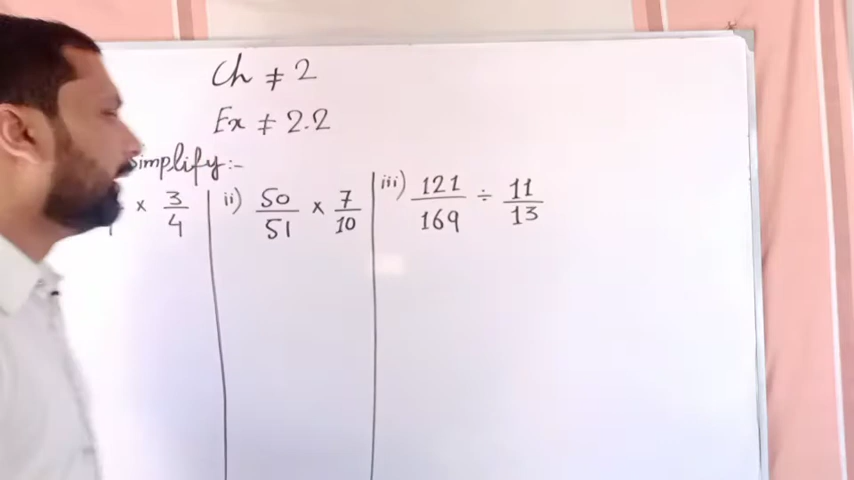 Ch ≠ 2
Ex ≠ 2.2
Simplify:-
× 3/4 ii) 50/51 × 7/10 iii) 121/169 ÷ 11/13